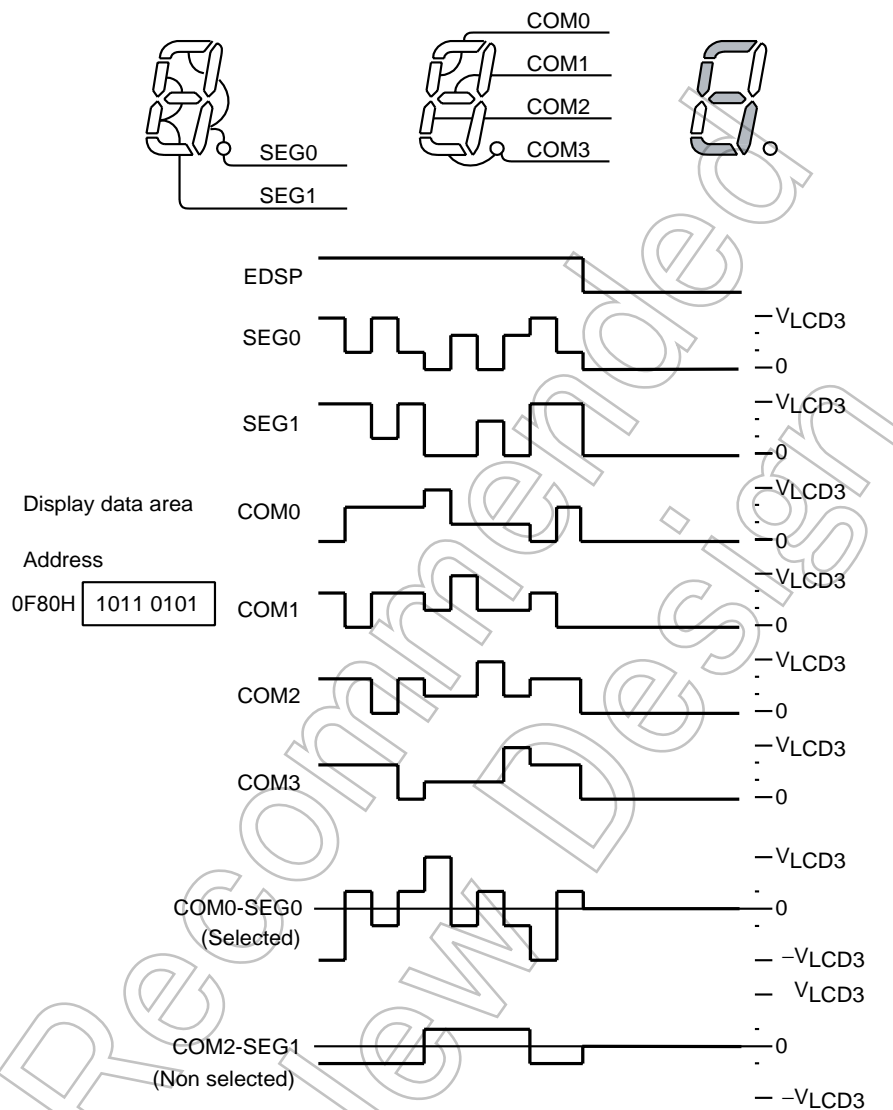 COM0
COM1
COM2
COM3
SEG0
SEG1
EDSP
SEG0
VLCD3
0
SEG1
VLCD3
0
Display data area
COM0
VLCD3
0
Address
0F80H 1011 0101
COM1
VLCD3
0
COM2
VLCD3
0
COM3
VLCD3
0
COM0-SEG0
(Selected)
VLCD3
0
−VLCD3
COM2-SEG1
(Non selected)
VLCD3
0
−VLCD3
Recommended
New Design